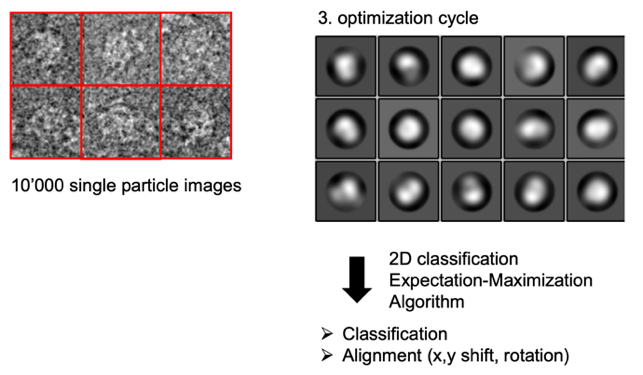 3. optimization cycle
10’000 single particle images
2D classification
Expectation-Maximization
Algorithm
➢ Classification
➢ Alignment (x,y shift, rotation)